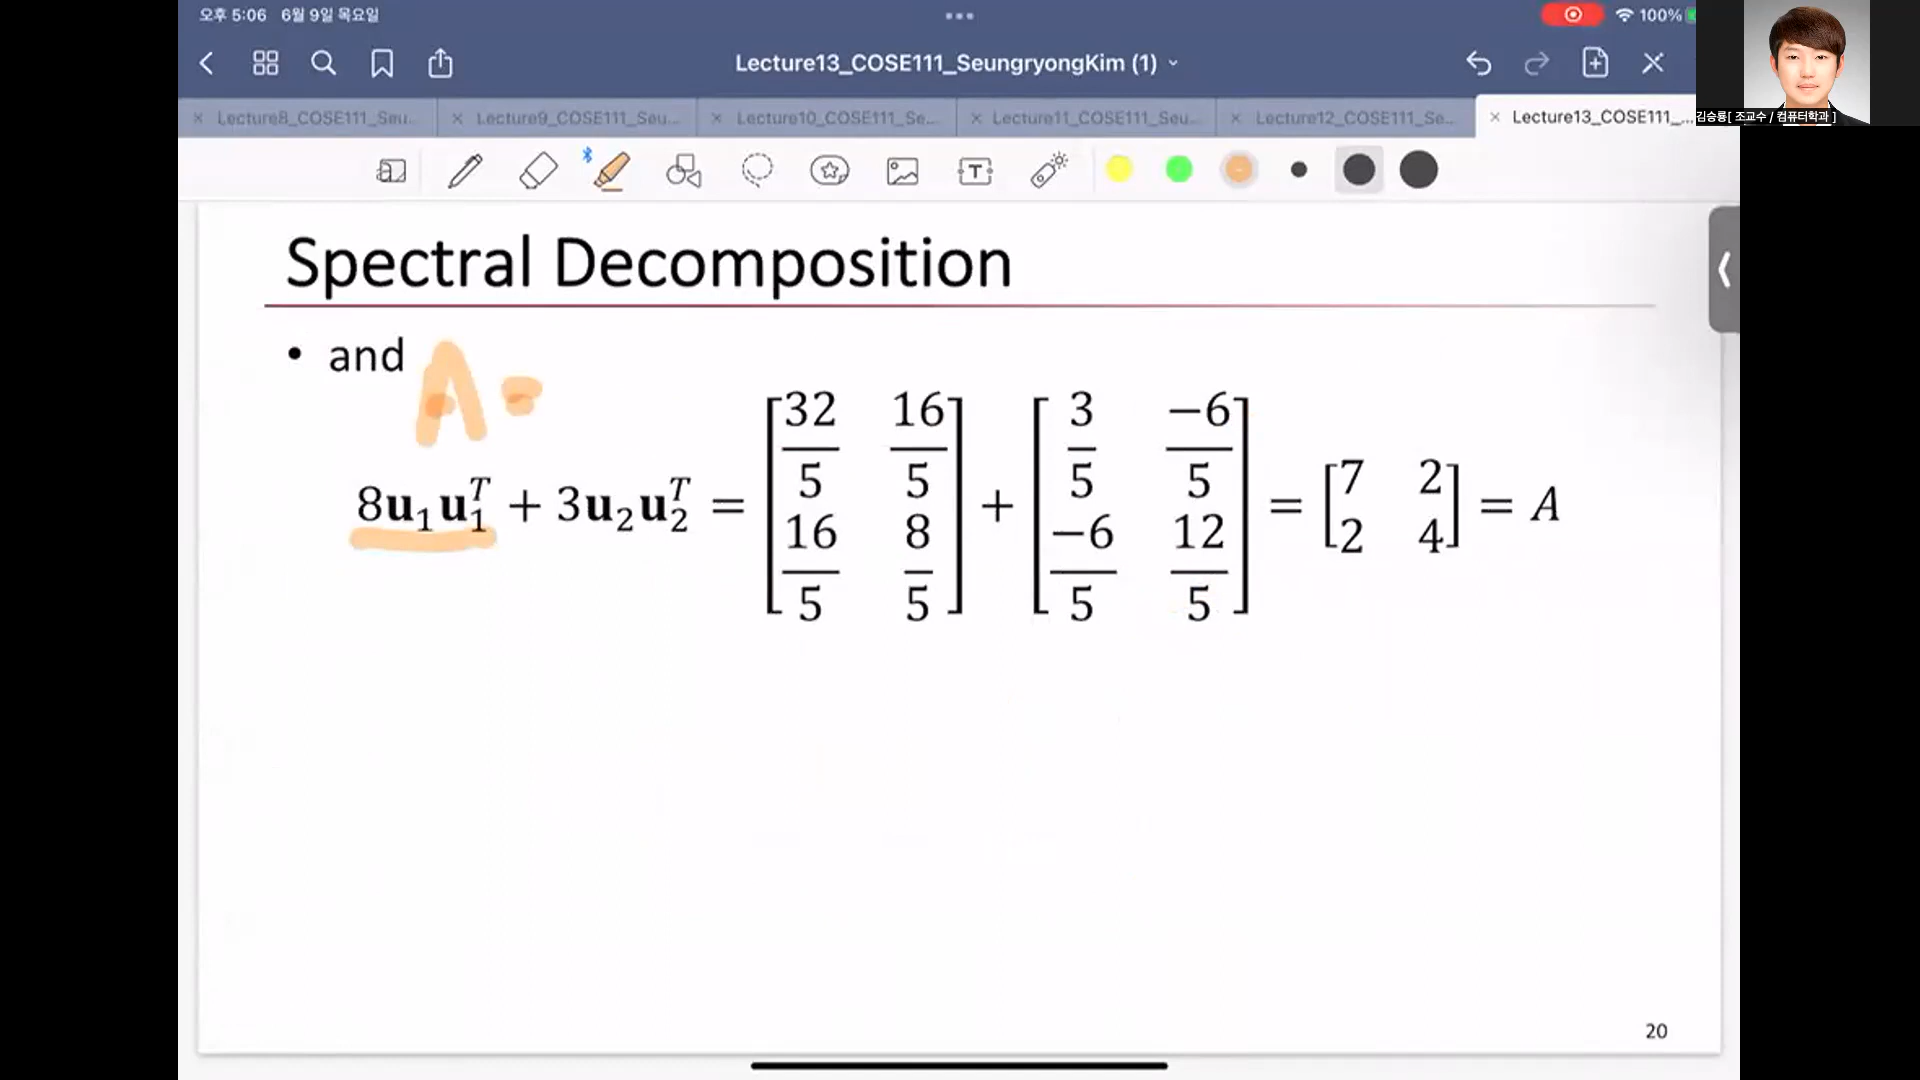 오후 5:06 6월 9일 목요일
100%
Lecture13_COSE111_SeungryongKim (1)
Lecture8_COSE111_Seu...
Lecture9_COSE111_Seu...
Lecture10_COSE111_Se...
Lecture11_COSE111_Seu...
Lecture12_COSE111_Se...
Lecture13_COSE111_...
김승룡[ 조교수 / 컴퓨터학과 ]
Spectral Decomposition
• and A =
8u₁u₁ᵀ + 3u₂u₂ᵀ = [32/5 16/5; 16/5 8/5] + [3/5 −6/5; −6/5 12/5] = [7 2; 2 4] = A
20